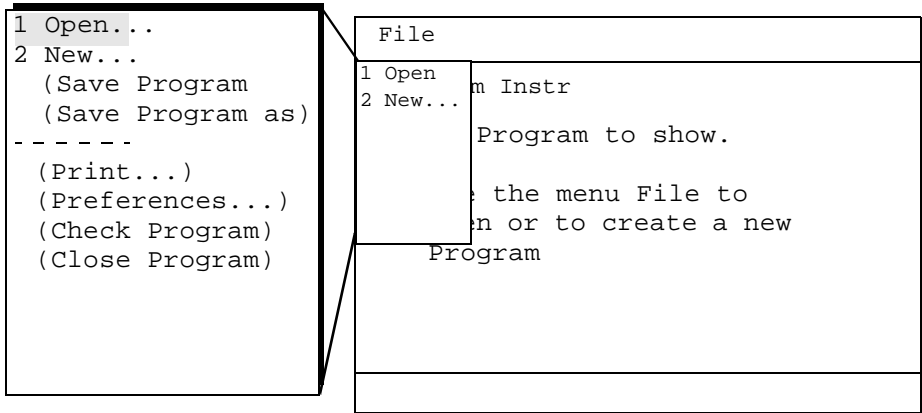 1 Open...
2 New...
(Save Program
(Save Program as)
------
(Print...)
(Preferences...)
(Check Program)
(Close Program)
File
1 Open
2 New...
m Instr
Program to show.
the menu File to
n or to create a new
Program